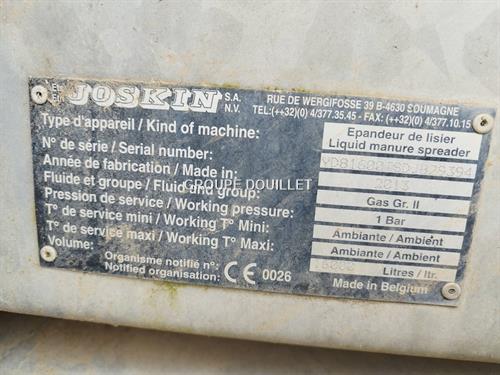 JOSKIN S.A. N.V.
RUE DE WERGIFOSSE 39 B-4630 SOUMAGNE
TEL:(++32)(0) 4/377.35.45 - FAX: (++32)(0) 4/377.10.15
Type d'appareil / Kind of machine: Epandeur de lisier
Liquid manure spreader
N° de série / Serial number:
Année de fabrication / Made in: 2013
Fluide et groupe / Fluid and group: Gas Gr. II
GROUPE DOUILLET
Pression de service / Working pressure: 1 Bar
T° de service mini / Working T° Mini: Ambiante / Ambient
T° de service maxi / Working T° Maxi: Ambiante / Ambient
Volume: Litres / ltr.
Organisme notifié n°:
Notified organisation: CE 0026
Made in Belgium